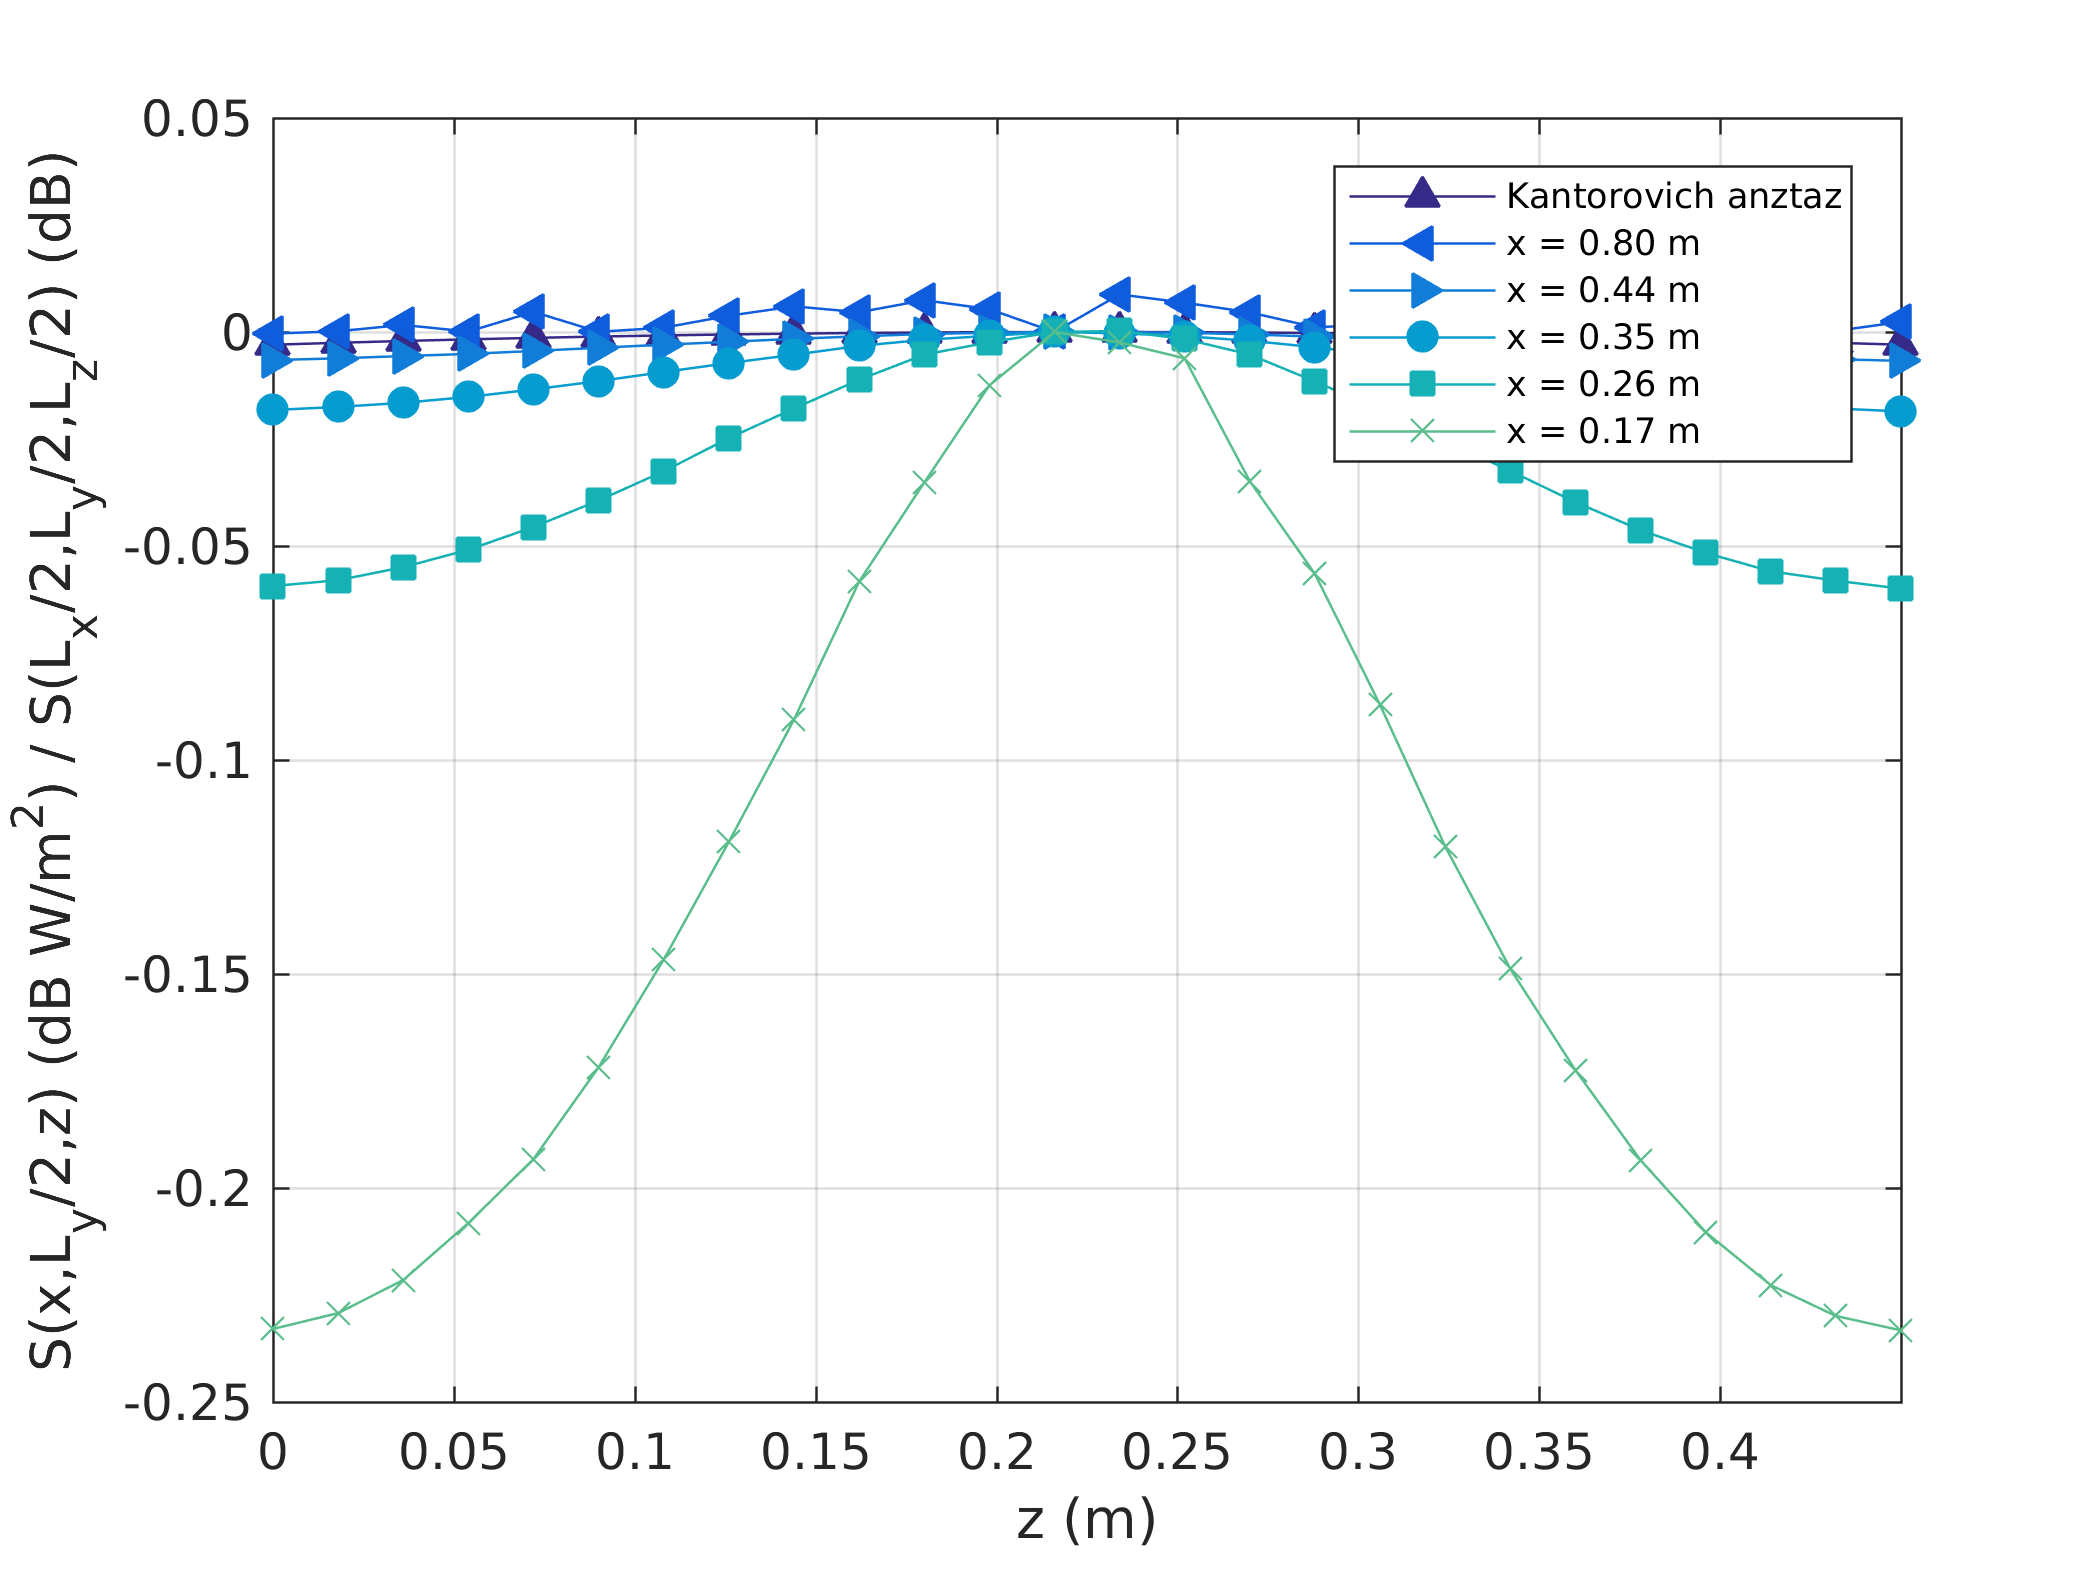 S(x,L_y/2,z) (dB W/m^2) / S(L_x/2,L_y/2,L_z/2) (dB)
0.05
0
-0.05
-0.1
-0.15
-0.2
-0.25
Kantorovich anztaz
x = 0.80 m
x = 0.44 m
x = 0.35 m
x = 0.26 m
x = 0.17 m
0 0.05 0.1 0.15 0.2 0.25 0.3 0.35 0.4
z (m)